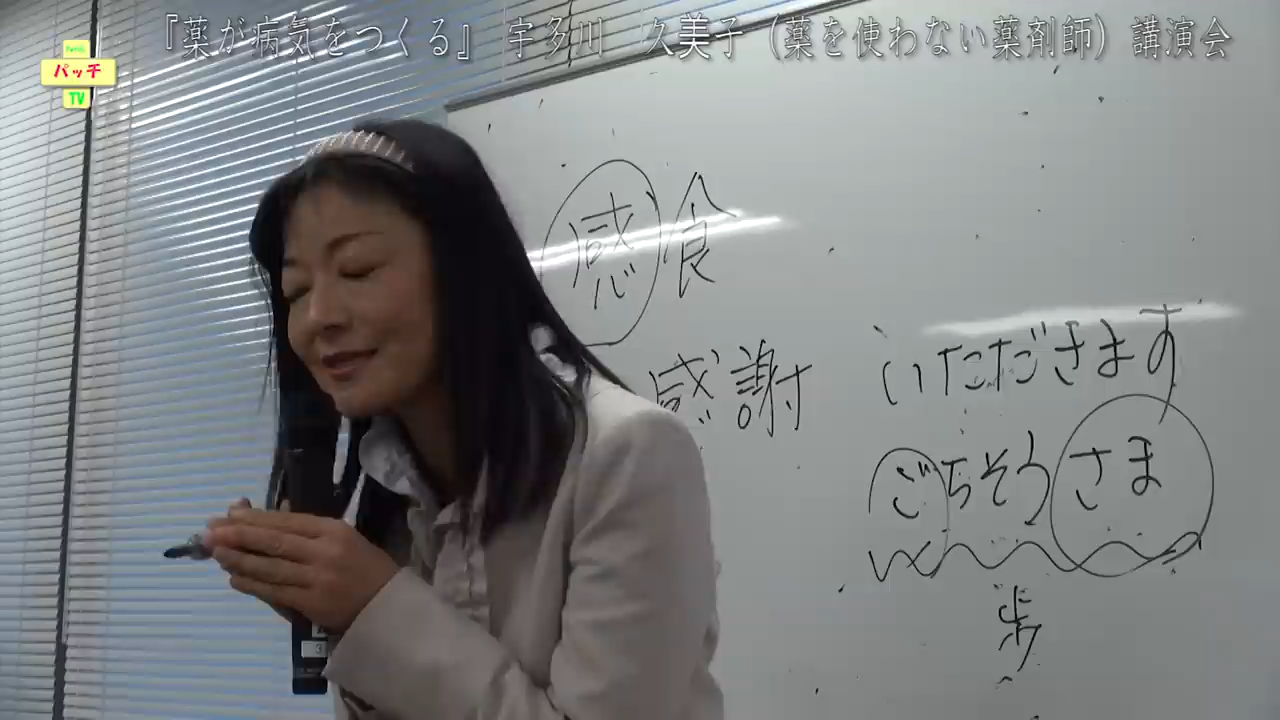 『薬が病気をつくる』 宇多川 久美子（薬を使わない薬剤師）講演会
パッチ
TV
感食
感謝
いただきます
ごちそうさま
歩
3